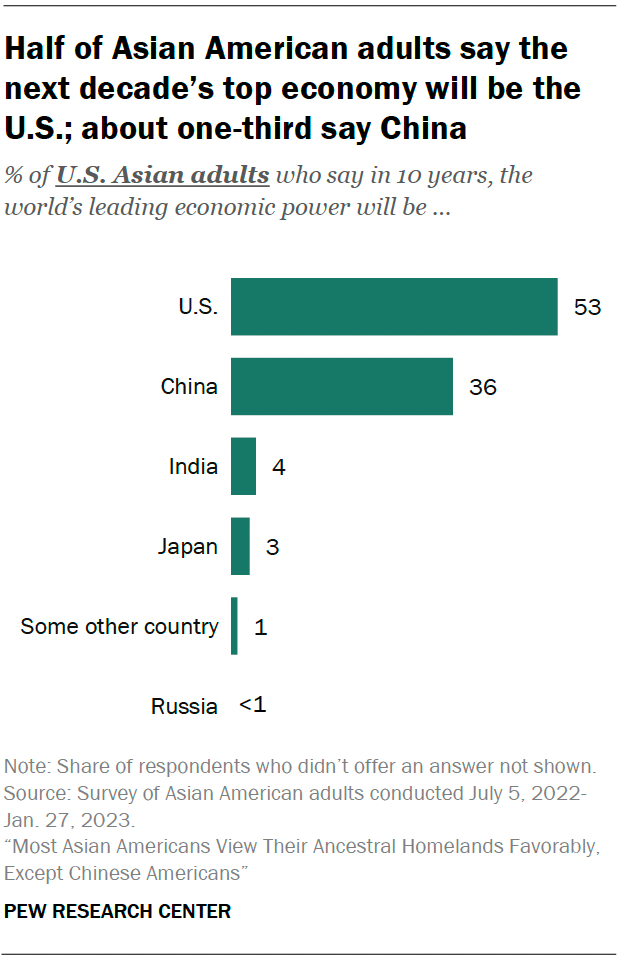 Half of Asian American adults say the
next decade’s top economy will be the
U.S.; about one-third say China
% of U.S. Asian adults who say in 10 years, the
world’s leading economic power will be ...
U.S. 53
China 36
India 4
Japan 3
Some other country 1
Russia <1
Note: Share of respondents who didn’t offer an answer not shown.
Source: Survey of Asian American adults conducted July 5, 2022-
Jan. 27, 2023.
“Most Asian Americans View Their Ancestral Homelands Favorably,
Except Chinese Americans”
PEW RESEARCH CENTER